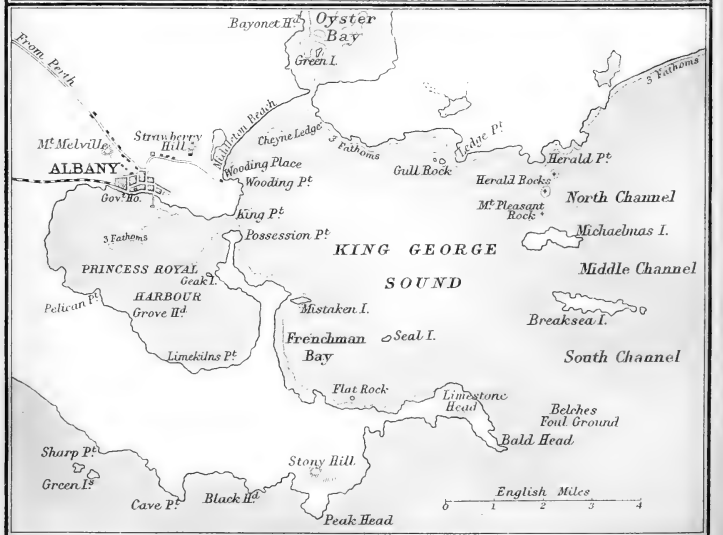 Bayonet Hd.
Oyster
Bay
Green I.
From Perth
3 Fathoms
Mt. Melville
Strawberry
Hill
Middleton Beach
Cheyne Ledge
3 Fathoms
Ledge Pt.
Gull Rock
Herald Pt.
ALBANY
Wooding Place
Wooding Pt.
Herald Rocks
North Channel
Gov. Ho.
King Pt.
Mt. Pleasant
Rock
Michaelmas I.
3 Fathoms
Possession Pt.
KING GEORGE
SOUND
Middle Channel
PRINCESS ROYAL
HARBOUR
Geak I.
Pelican Pt.
Grove Hd.
Mistaken I.
Breaksea I.
Frenchman
Bay
Seal I.
South Channel
Limekilns Pt.
Flat Rock
Limestone
Head
Belches
Foul Ground
Bald Head
Sharp Pt.
Green Is.
Stony Hill
Cave Pt.
Black Hd.
Peak Head
English Miles
0 1 2 3 4